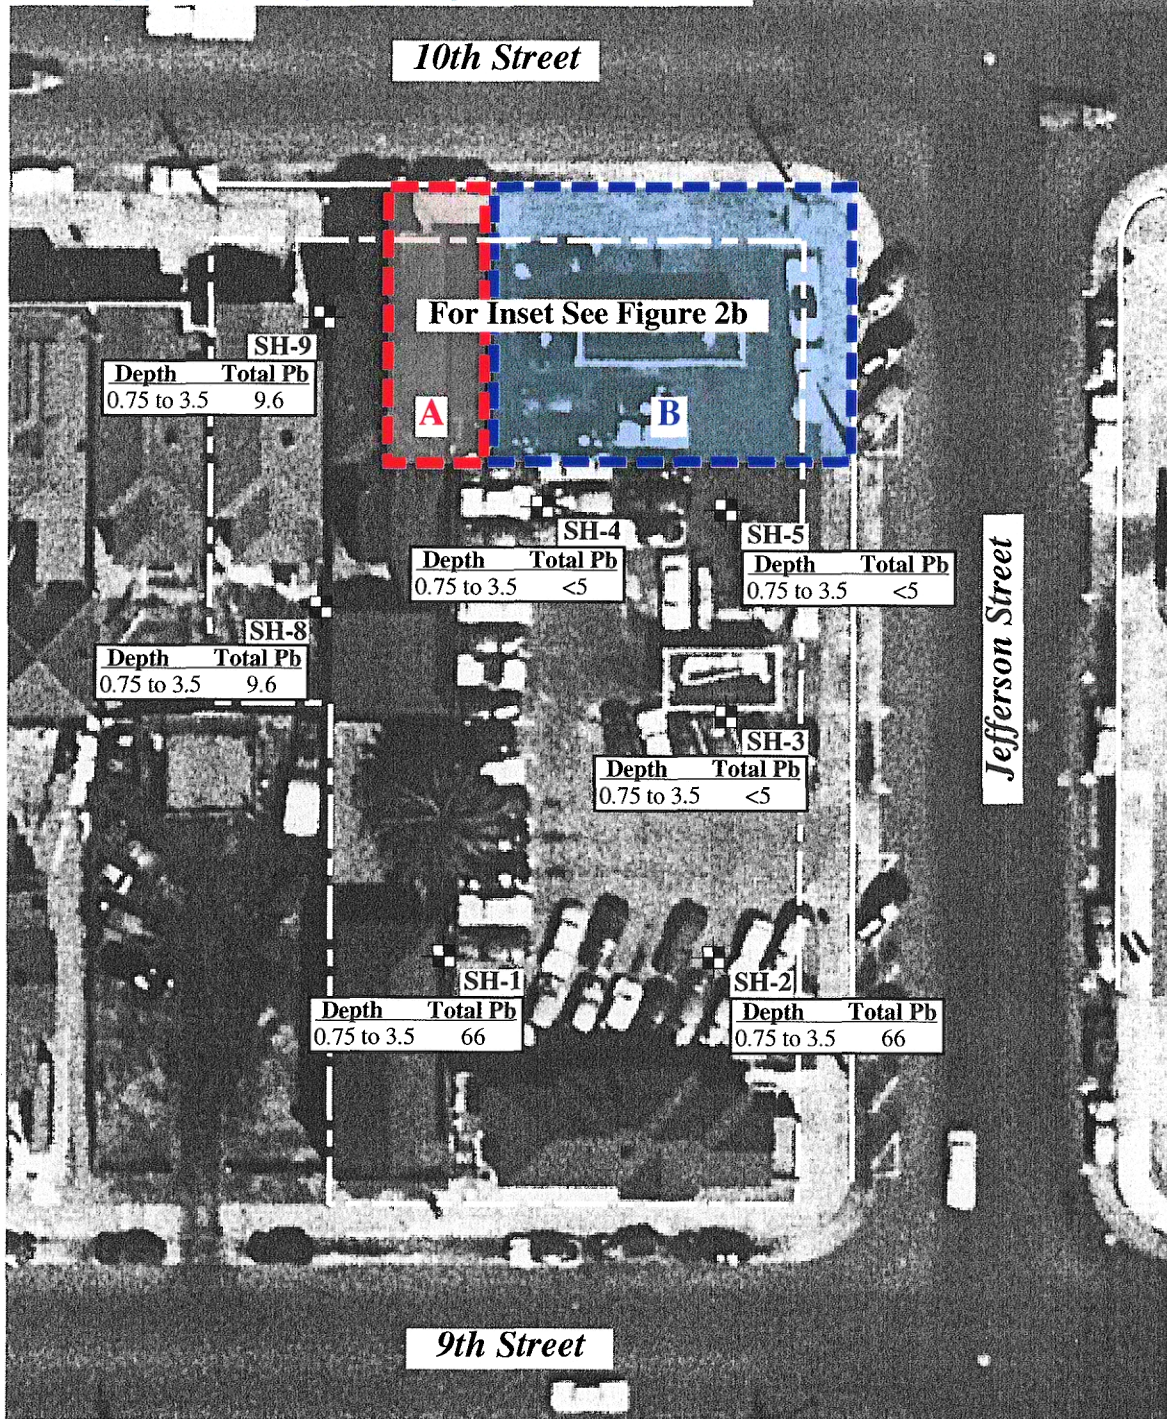 10th Street
For Inset See Figure 2b
A
B
SH-9
Depth Total Pb
0.75 to 3.5 9.6
SH-4
Depth Total Pb
0.75 to 3.5 <5
SH-5
Depth Total Pb
0.75 to 3.5 <5
SH-8
Depth Total Pb
0.75 to 3.5 9.6
Jefferson Street
SH-3
Depth Total Pb
0.75 to 3.5 <5
SH-1
Depth Total Pb
0.75 to 3.5 66
SH-2
Depth Total Pb
0.75 to 3.5 66
9th Street